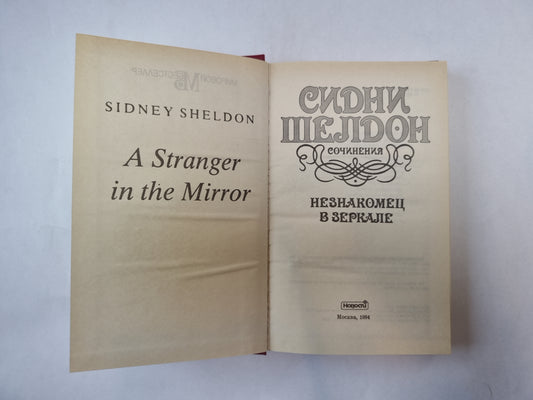 SIDNEY SHELDON
A Stranger
in the Mirror
СИДНИ
ШЕЛДОН
СОЧИНЕНИЯ
НЕЗНАКОМЕЦ
В ЗЕРКАЛЕ
Новости
Москва, 1994